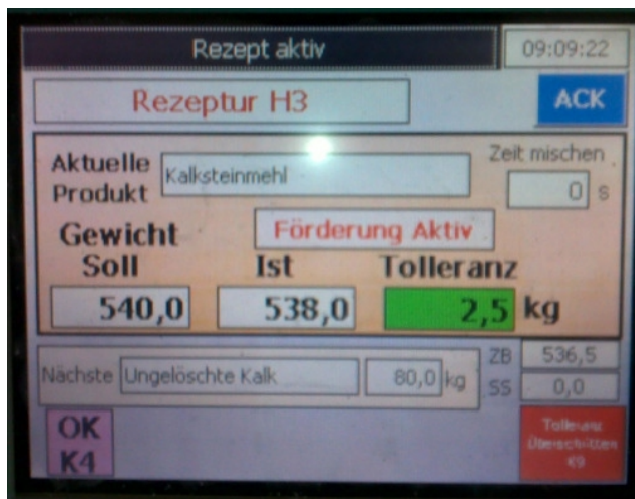 Rezept aktiv 09:09:22
Rezeptur H3 ACK
Aktuelle Produkt Kalksteinmehl Zeit mischen 0 s
Förderung Aktiv
Gewicht
Soll Ist Tolleranz
540,0 538,0 2,5 kg
Nächste Ungelöschte Kalk 80,0 kg
ZB 536,5
SS 0,0
OK
K4
Tolleranz
Überschritten
K9